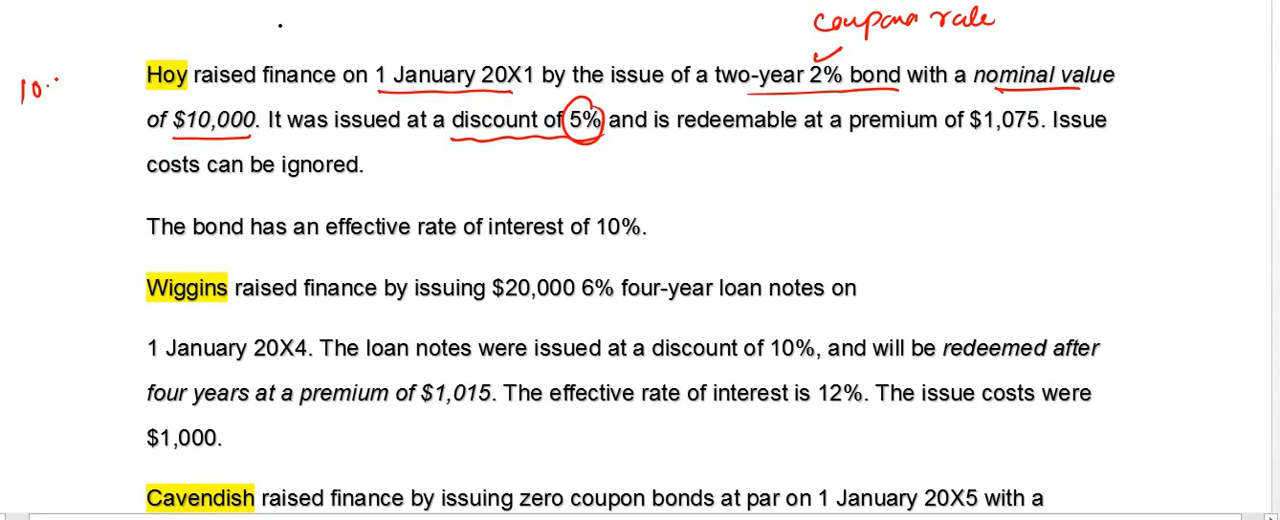 coupon rate
Hoy raised finance on 1 January 20X1 by the issue of a two-year 2% bond with a nominal value
10
of $10,000. It was issued at a discount of 5% and is redeemable at a premium of $1,075. Issue
costs can be ignored.
The bond has an effective rate of interest of 10%.
Wiggins raised finance by issuing $20,000 6% four-year loan notes on
1 January 20X4. The loan notes were issued at a discount of 10%, and will be redeemed after
four years at a premium of $1,015. The effective rate of interest is 12%. The issue costs were
$1,000.
Cavendish raised finance by issuing zero coupon bonds at par on 1 January 20X5 with a